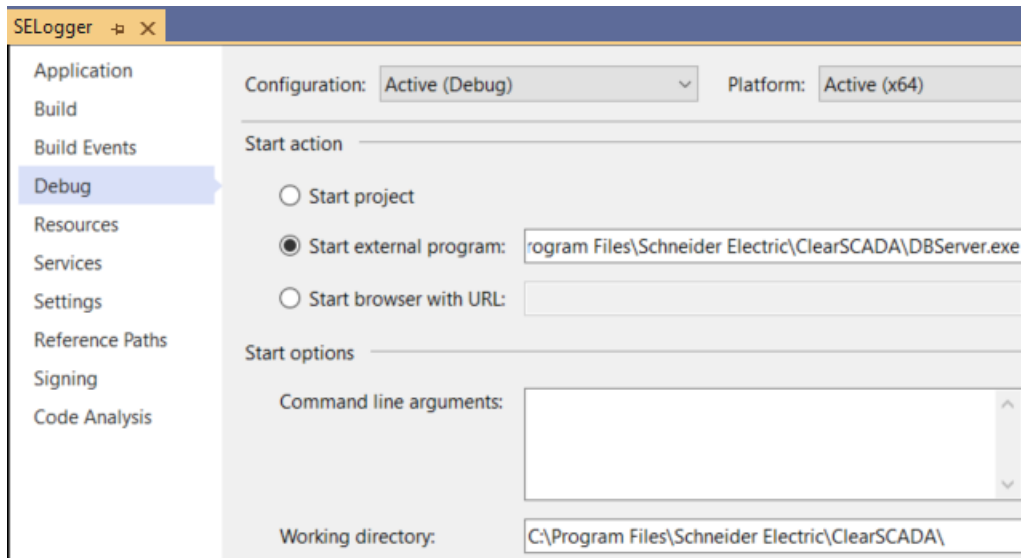 SELogger
Application
Build
Build Events
Debug
Resources
Services
Settings
Reference Paths
Signing
Code Analysis
Configuration: Active (Debug) Platform: Active (x64)
Start action
Start project
Start external program: rogram Files\Schneider Electric\ClearSCADA\DBServer.exe
Start browser with URL:
Start options
Command line arguments:
Working directory: C:\Program Files\Schneider Electric\ClearSCADA\